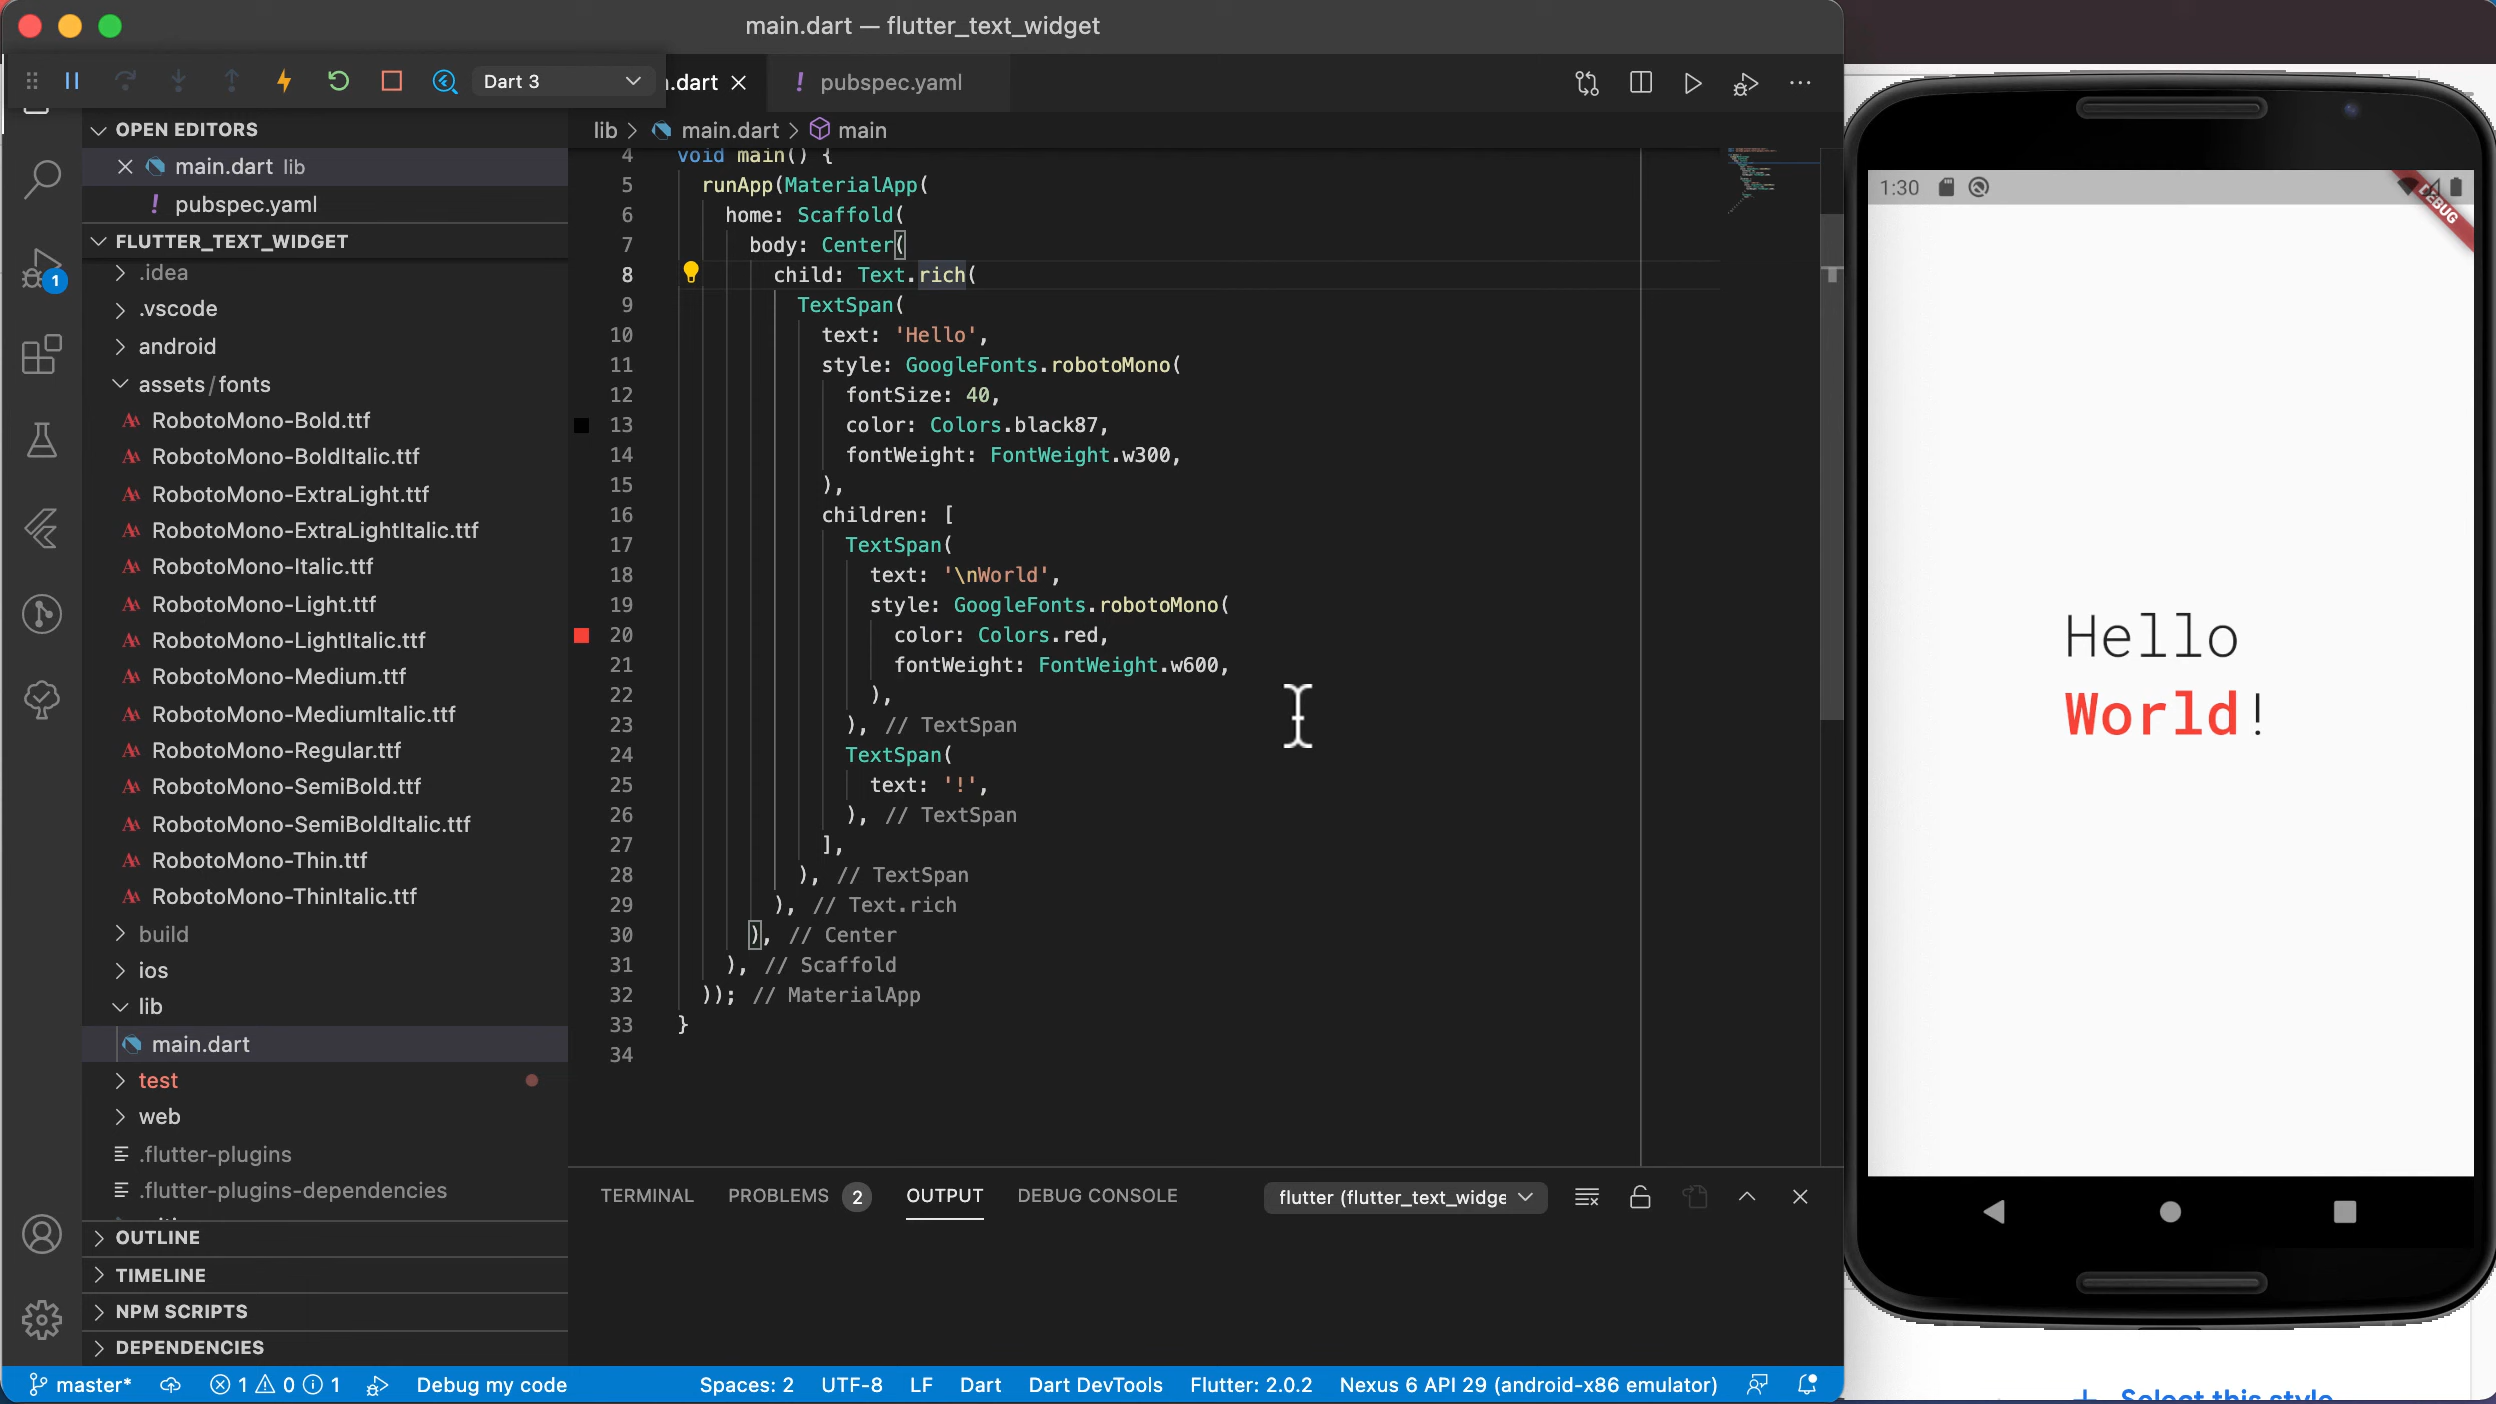 main.dart — flutter_text_widget
Dart 3
.dart
! pubspec.yaml
OPEN EDITORS
main.dart lib
! pubspec.yaml
FLUTTER_TEXT_WIDGET
.idea
.vscode
android
assets/fonts
RobotoMono-Bold.ttf
RobotoMono-BoldItalic.ttf
RobotoMono-ExtraLight.ttf
RobotoMono-ExtraLightItalic.ttf
RobotoMono-Italic.ttf
RobotoMono-Light.ttf
RobotoMono-LightItalic.ttf
RobotoMono-Medium.ttf
RobotoMono-MediumItalic.ttf
RobotoMono-Regular.ttf
RobotoMono-SemiBold.ttf
RobotoMono-SemiBoldItalic.ttf
RobotoMono-Thin.ttf
RobotoMono-ThinItalic.ttf
build
ios
lib
main.dart
test
web
.flutter-plugins
.flutter-plugins-dependencies
OUTLINE
TIMELINE
NPM SCRIPTS
DEPENDENCIES
1
lib > main.dart > main
4 void main() {
5 runApp(MaterialApp(
6 home: Scaffold(
7 body: Center(
8 child: Text.rich(
9 TextSpan(
10 text: 'Hello',
11 style: GoogleFonts.robotoMono(
12 fontSize: 40,
13 color: Colors.black87,
14 fontWeight: FontWeight.w300,
15 ),
16 children: [
17 TextSpan(
18 text: '\nWorld',
19 style: GoogleFonts.robotoMono(
20 color: Colors.red,
21 fontWeight: FontWeight.w600,
22 ),
23 ), // TextSpan
24 TextSpan(
25 text: '!',
26 ), // TextSpan
27 ],
28 ), // TextSpan
29 ), // Text.rich
30 ), // Center
31 ), // Scaffold
32 )); // MaterialApp
33 }
34
TERMINAL PROBLEMS 2 OUTPUT DEBUG CONSOLE flutter (flutter_text_widge
master* 1 0 1 Debug my code Spaces: 2 UTF-8 LF Dart Dart DevTools Flutter: 2.0.2 Nexus 6 API 29 (android-x86 emulator)
1:30
DEBUG
Hello
World!
+ Select this style